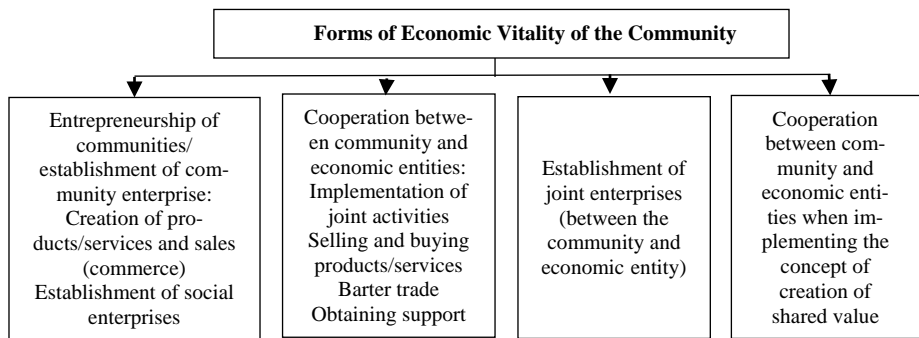 Forms of Economic Vitality of the Community
Entrepreneurship of
communities/
establishment of com-
munity enterprise:
Creation of pro-
ducts/services and sales
(commerce)
Establishment of social
enterprises
Cooperation betwe-
en community and
economic entities:
Implementation of
joint activities
Selling and buying
products/services
Barter trade
Obtaining support
Establishment of
joint enterprises
(between the
community and
economic entity)
Cooperation
between com-
munity and
economic enti-
ties when im-
plementing the
concept of
creation of
shared value